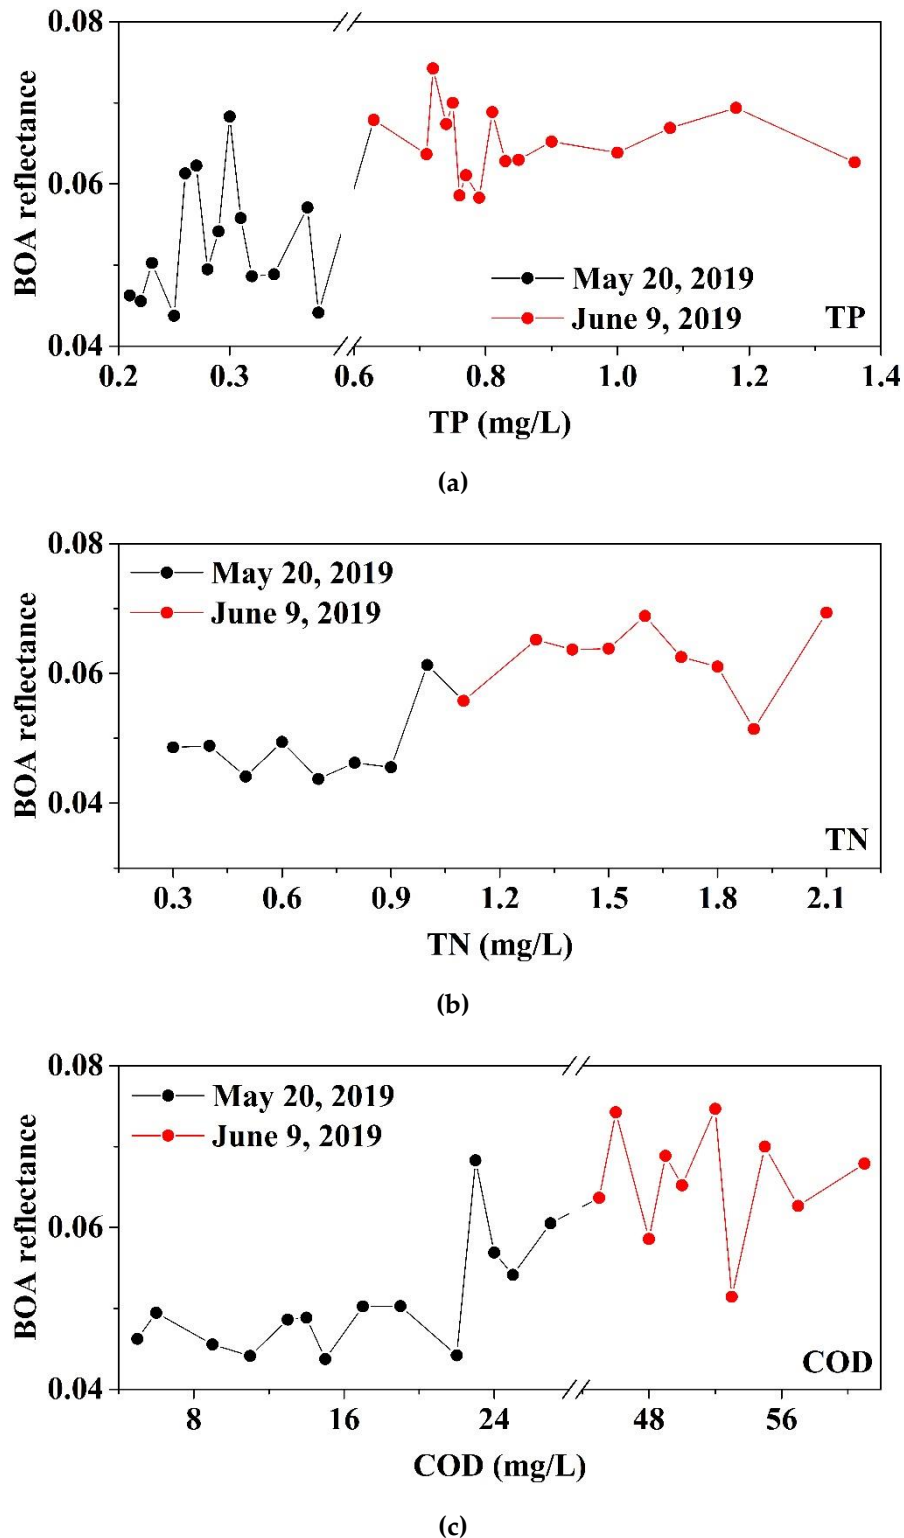 0.08
0.06
0.04
BOA reflectance
May 20, 2019
June 9, 2019
TP
0.2 0.3 0.6 0.8 1.0 1.2 1.4
TP (mg/L)
(a)
0.08
0.06
0.04
BOA reflectance
May 20, 2019
June 9, 2019
TN
0.3 0.6 0.9 1.2 1.5 1.8 2.1
TN (mg/L)
(b)
0.08
0.06
0.04
BOA reflectance
May 20, 2019
June 9, 2019
COD
8 16 24 48 56
COD (mg/L)
(c)